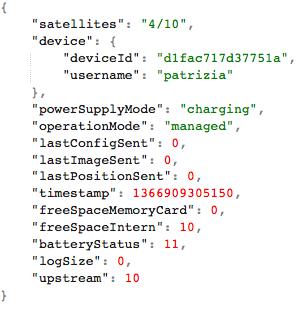 {
    "satellites": "4/10",
    "device": {
        "deviceId": "d1fac717d37751a",
        "username": "patrizia"
    },
    "powerSupplyMode": "charging",
    "operationMode": "managed",
    "lastConfigSent": 0,
    "lastImageSent": 0,
    "lastPositionSent": 0,
    "timestamp": 1366909305150,
    "freeSpaceMemoryCard": 0,
    "freeSpaceIntern": 10,
    "batteryStatus": 11,
    "logSize": 0,
    "upstream": 10
}